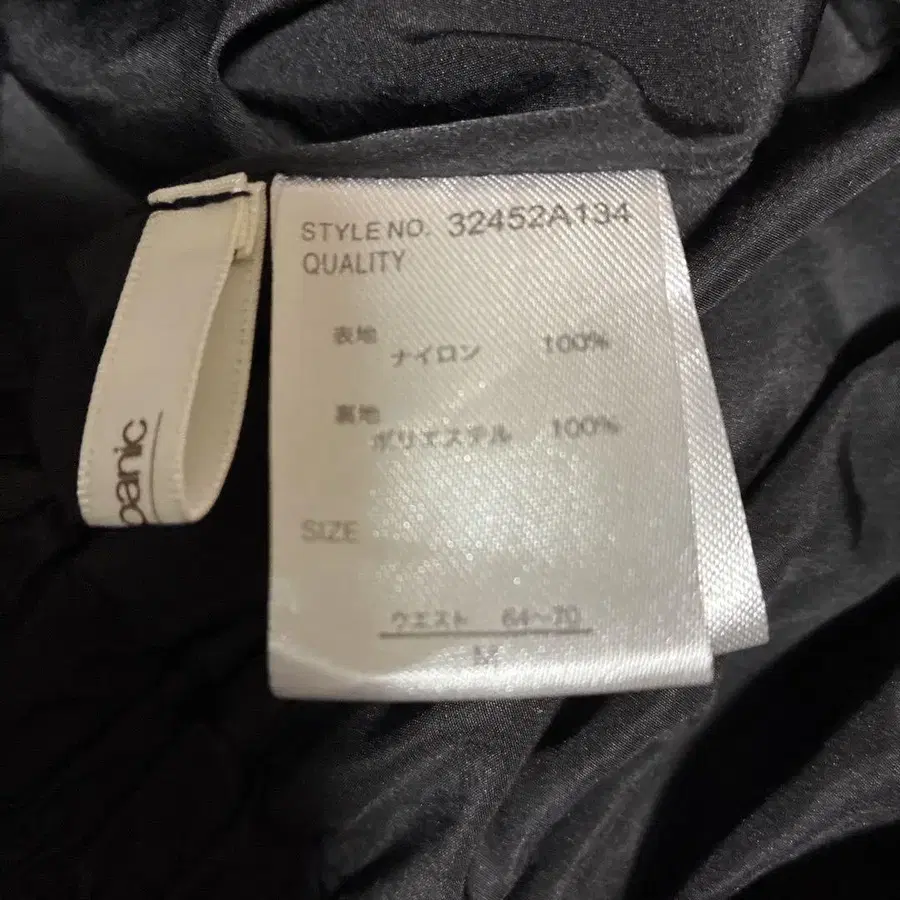 STYLE NO. 32452A134
QUALITY
表地
ナイロン 100%
裏地
ポリエステル 100%
SIZE
ウエスト 64～70
M
panic